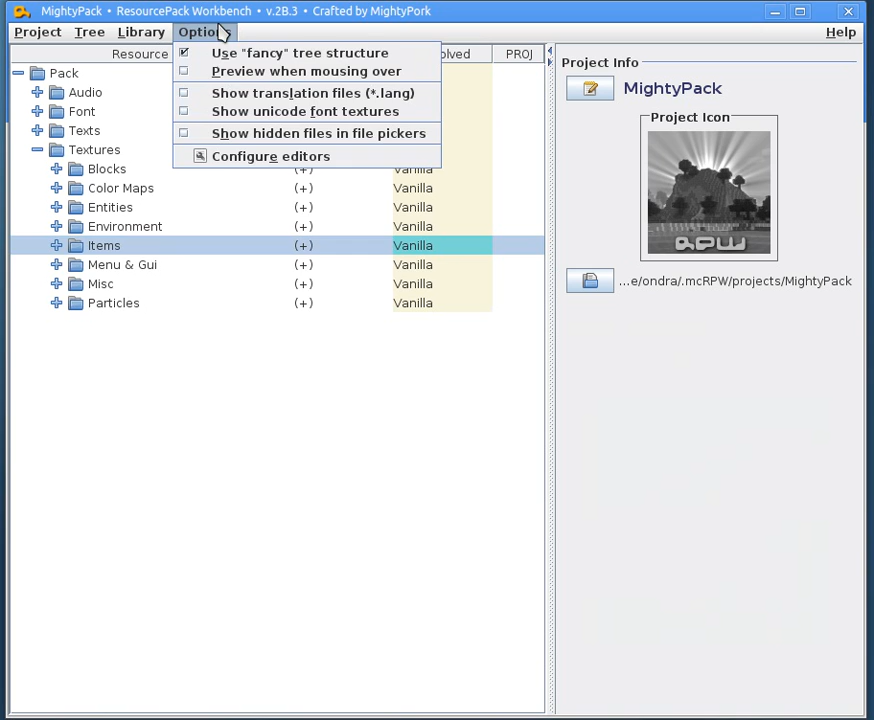 MightyPack • ResourcePack Workbench • v.2B.3 • Crafted by MightyPork
Project Tree Library Options Help
Resource olved PROJ
Use "fancy" tree structure
Preview when mousing over
Show translation files (*.lang)
Show unicode font textures
Show hidden files in file pickers
Configure editors
Pack
Audio
Font
Texts
Textures
Blocks (+) Vanilla
Color Maps (+) Vanilla
Entities (+) Vanilla
Environment (+) Vanilla
Items (+) Vanilla
Menu & Gui (+) Vanilla
Misc (+) Vanilla
Particles (+) Vanilla
Project Info
MightyPack
Project Icon
RPW
...e/ondra/.mcRPW/projects/MightyPack